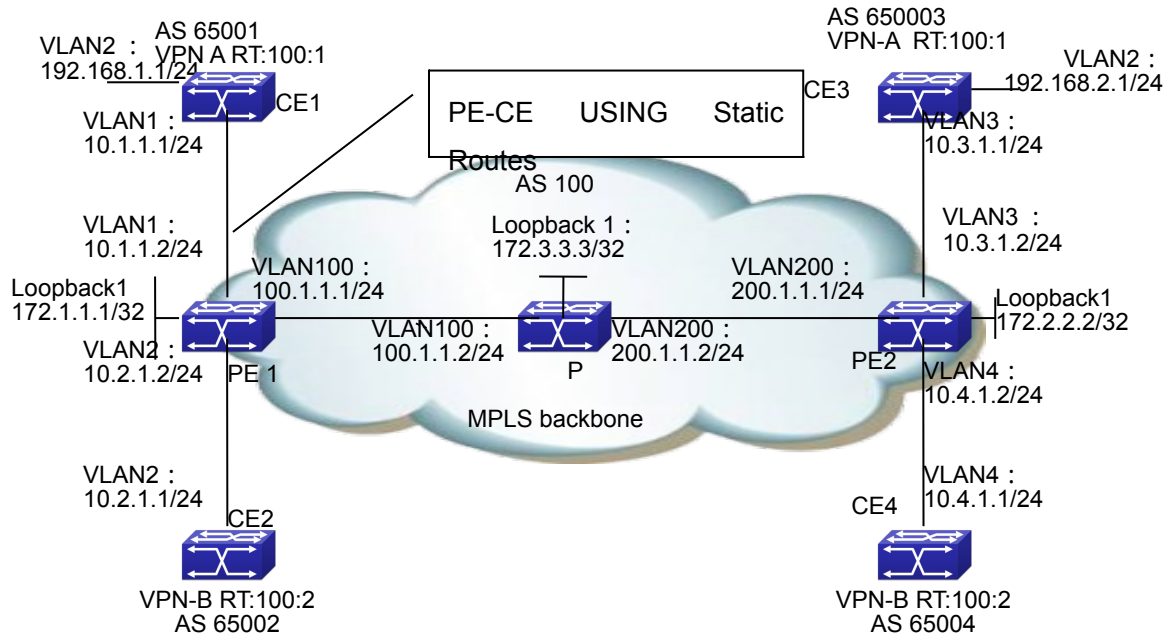 AS 65001
VPN A RT:100:1
VLAN2：
192.168.1.1/24
CE1
VLAN1：
10.1.1.1/24
AS 650003
VPN-A RT:100:1
VLAN2：
192.168.2.1/24
CE3
VLAN3：
10.3.1.1/24
PE-CE USING Static
Routes
AS 100
VLAN1：
10.1.1.2/24
Loopback 1：
172.3.3.3/32
VLAN3：
10.3.1.2/24
Loopback1
172.1.1.1/32
VLAN100：
100.1.1.1/24
VLAN200：
200.1.1.1/24
Loopback1
172.2.2.2/32
VLAN100：
100.1.1.2/24
VLAN200：
200.1.1.2/24
VLAN2：
10.2.1.2/24
PE 1
P
PE2
VLAN4：
10.4.1.2/24
MPLS backbone
VLAN2：
10.2.1.1/24
CE2
VLAN4：
10.4.1.1/24
CE4
VPN-B RT:100:2
AS 65002
VPN-B RT:100:2
AS 65004